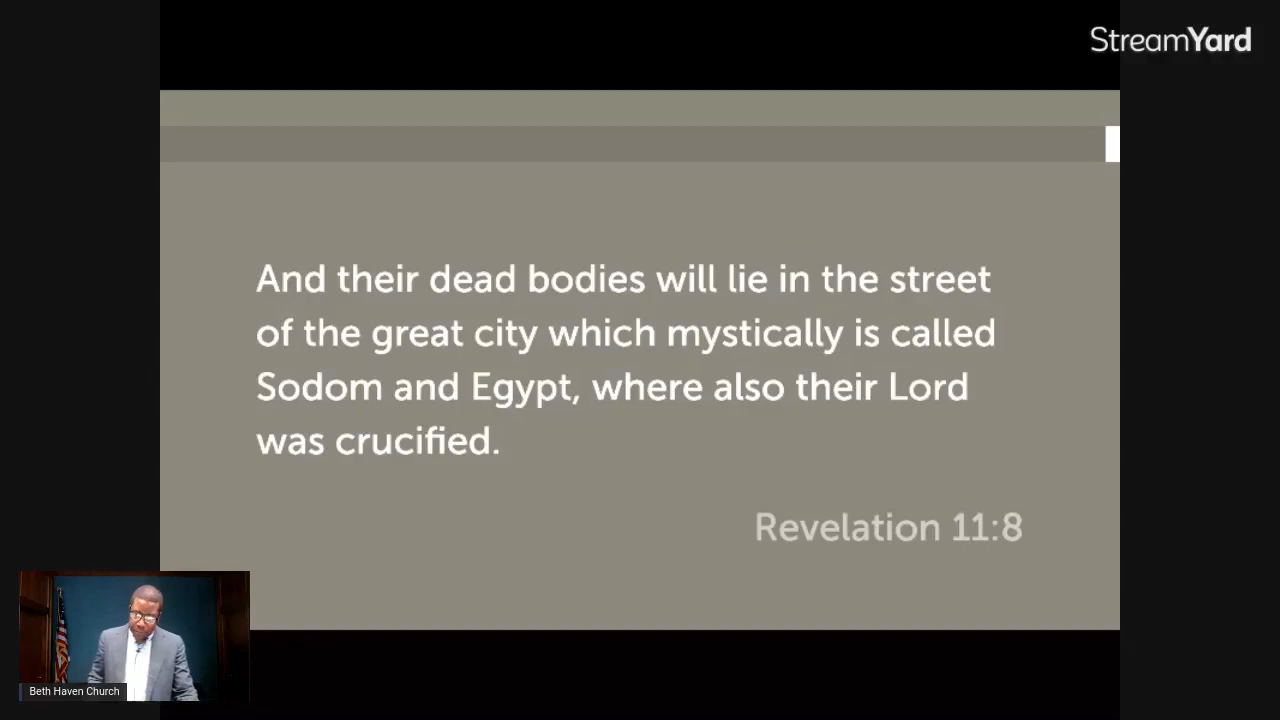 StreamYard
And their dead bodies will lie in the street
of the great city which mystically is called
Sodom and Egypt, where also their Lord
was crucified.
Revelation 11:8
Beth Haven Church